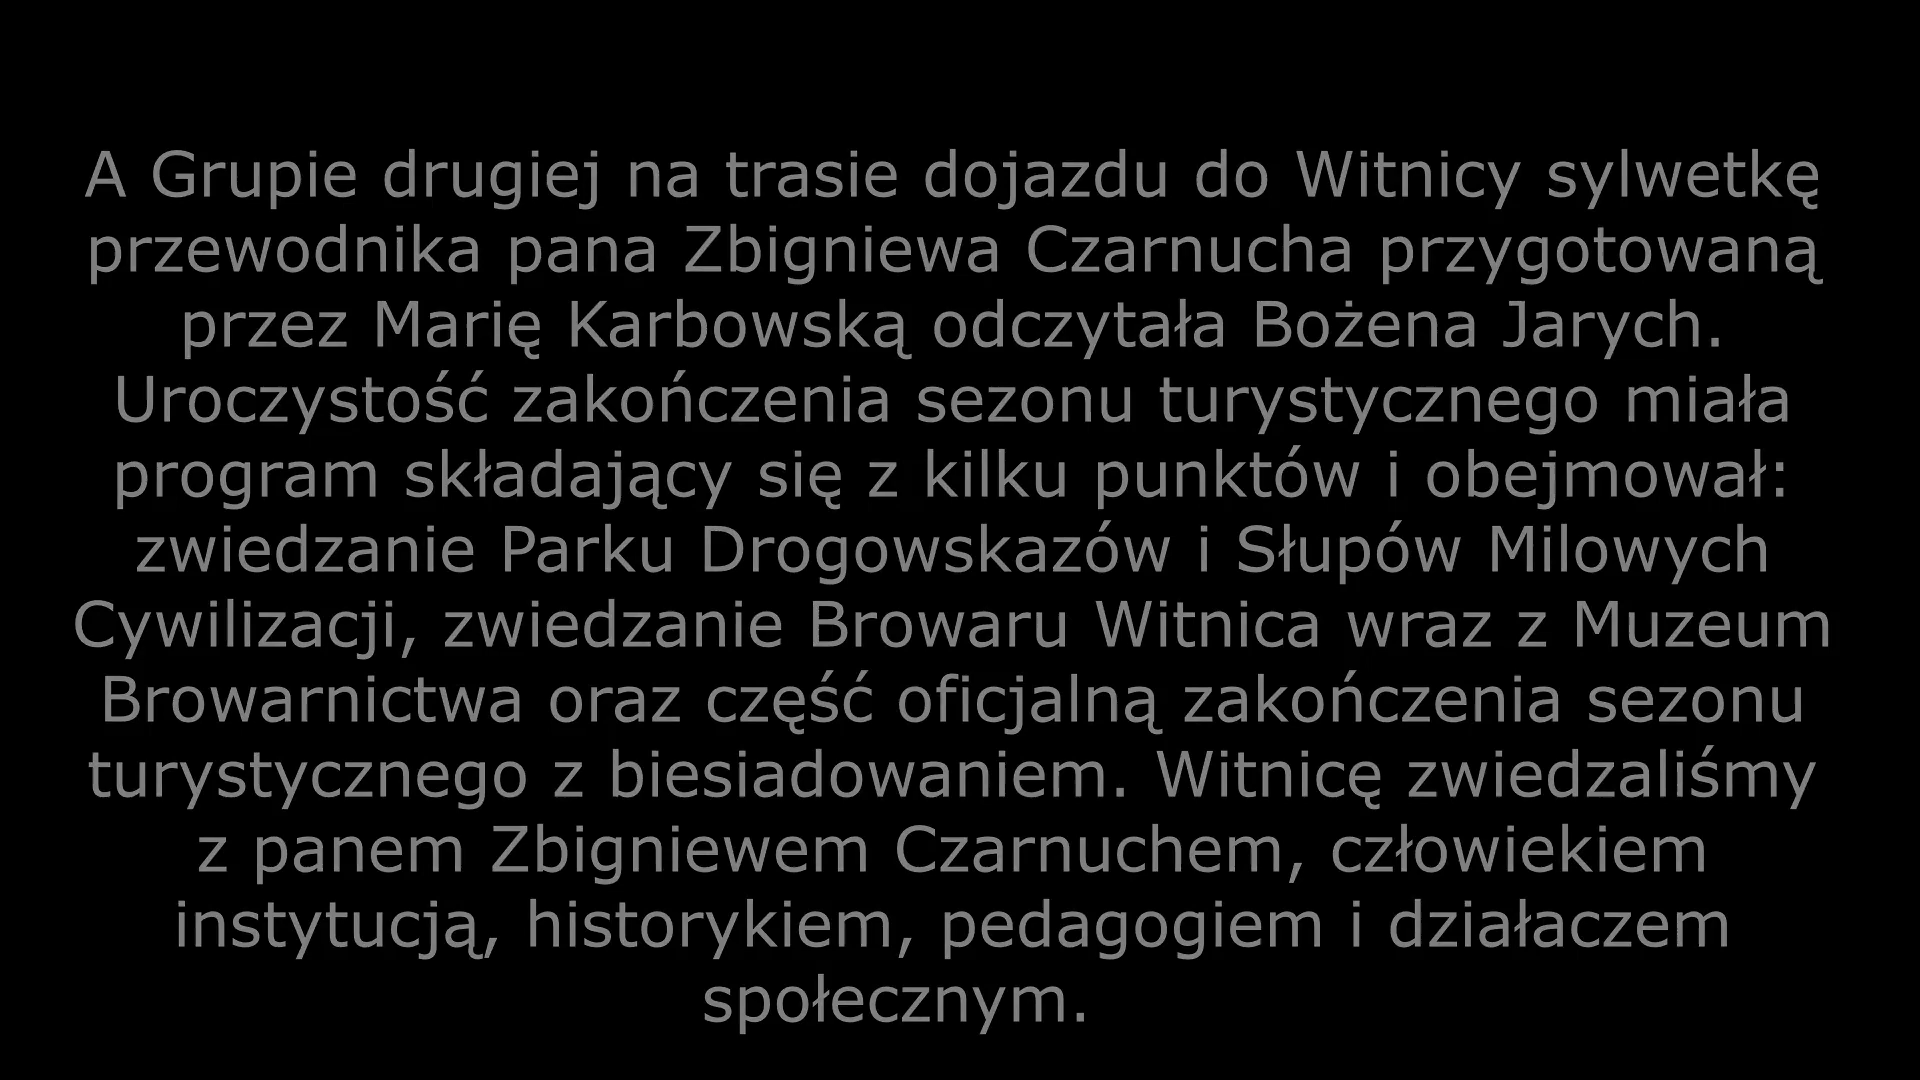 A Grupie drugiej na trasie dojazdu do Witnicy sylwetkę
przewodnika pana Zbigniewa Czarnucha przygotowaną
przez Marię Karbowską odczytała Bożena Jarych.
Uroczystość zakończenia sezonu turystycznego miała
program składający się z kilku punktów i obejmował:
zwiedzanie Parku Drogowskazów i Słupów Milowych
Cywilizacji, zwiedzanie Browaru Witnica wraz z Muzeum
Browarnictwa oraz część oficjalną zakończenia sezonu
turystycznego z biesiadowaniem. Witnicę zwiedzaliśmy
z panem Zbigniewem Czarnuchem, człowiekiem
instytucją, historykiem, pedagogiem i działaczem
społecznym.